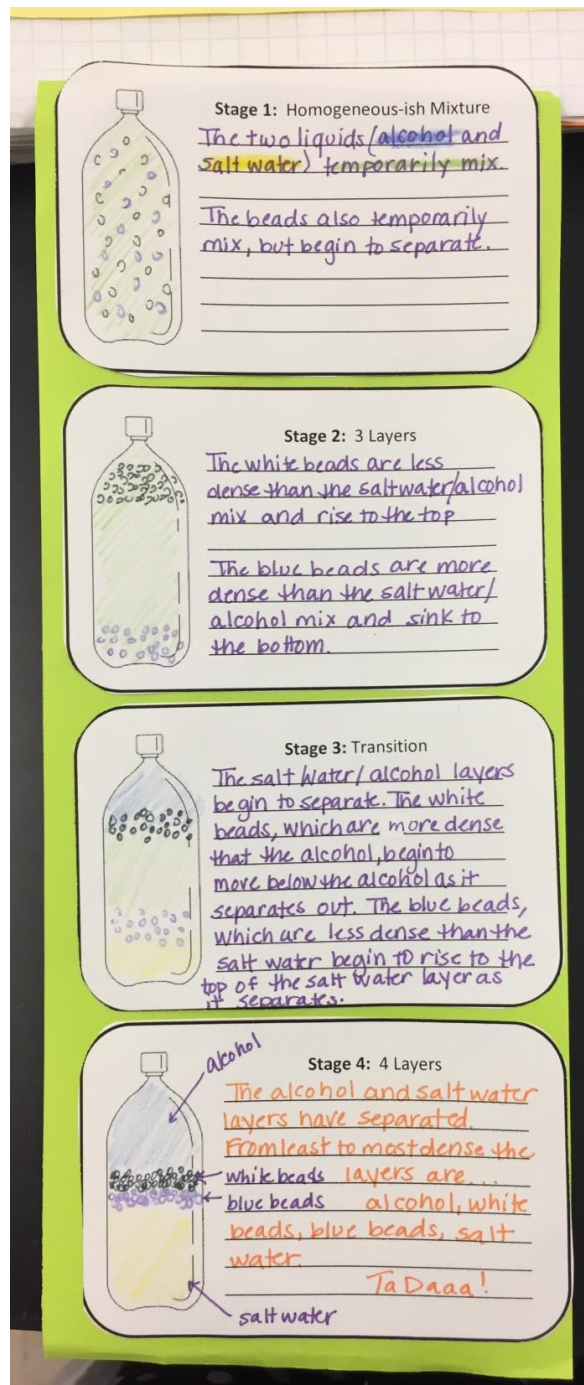 Stage 1: Homogeneous-ish Mixture
The two liquids (alcohol and
salt water) temporarily mix.
The beads also temporarily
mix, but begin to separate.
Stage 2: 3 Layers
The white beads are less
dense than the saltwater/alcohol
mix and rise to the top
The blue beads are more
dense than the salt water/
alcohol mix and sink to
the bottom.
Stage 3: Transition
The salt water/alcohol layers
begin to separate. The white
beads, which are more dense
that the alcohol, begin to
move below the alcohol as it
separates out. The blue beads,
which are less dense than the
salt water begin to rise to the
top of the salt water layer as
it separates.
alcohol
Stage 4: 4 Layers
The alcohol and salt water
layers have separated.
From least to most dense the
white beads layers are...
blue beads alcohol, white
beads, blue beads, salt
water.
Ta Daaa!
salt water